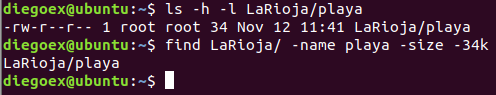 diegoex@ubuntu:~$ ls -h -l LaRioja/playa
-rw-r--r-- 1 root root 34 Nov 12 11:41 LaRioja/playa
diegoex@ubuntu:~$ find LaRioja/ -name playa -size -34k
LaRioja/playa
diegoex@ubuntu:~$